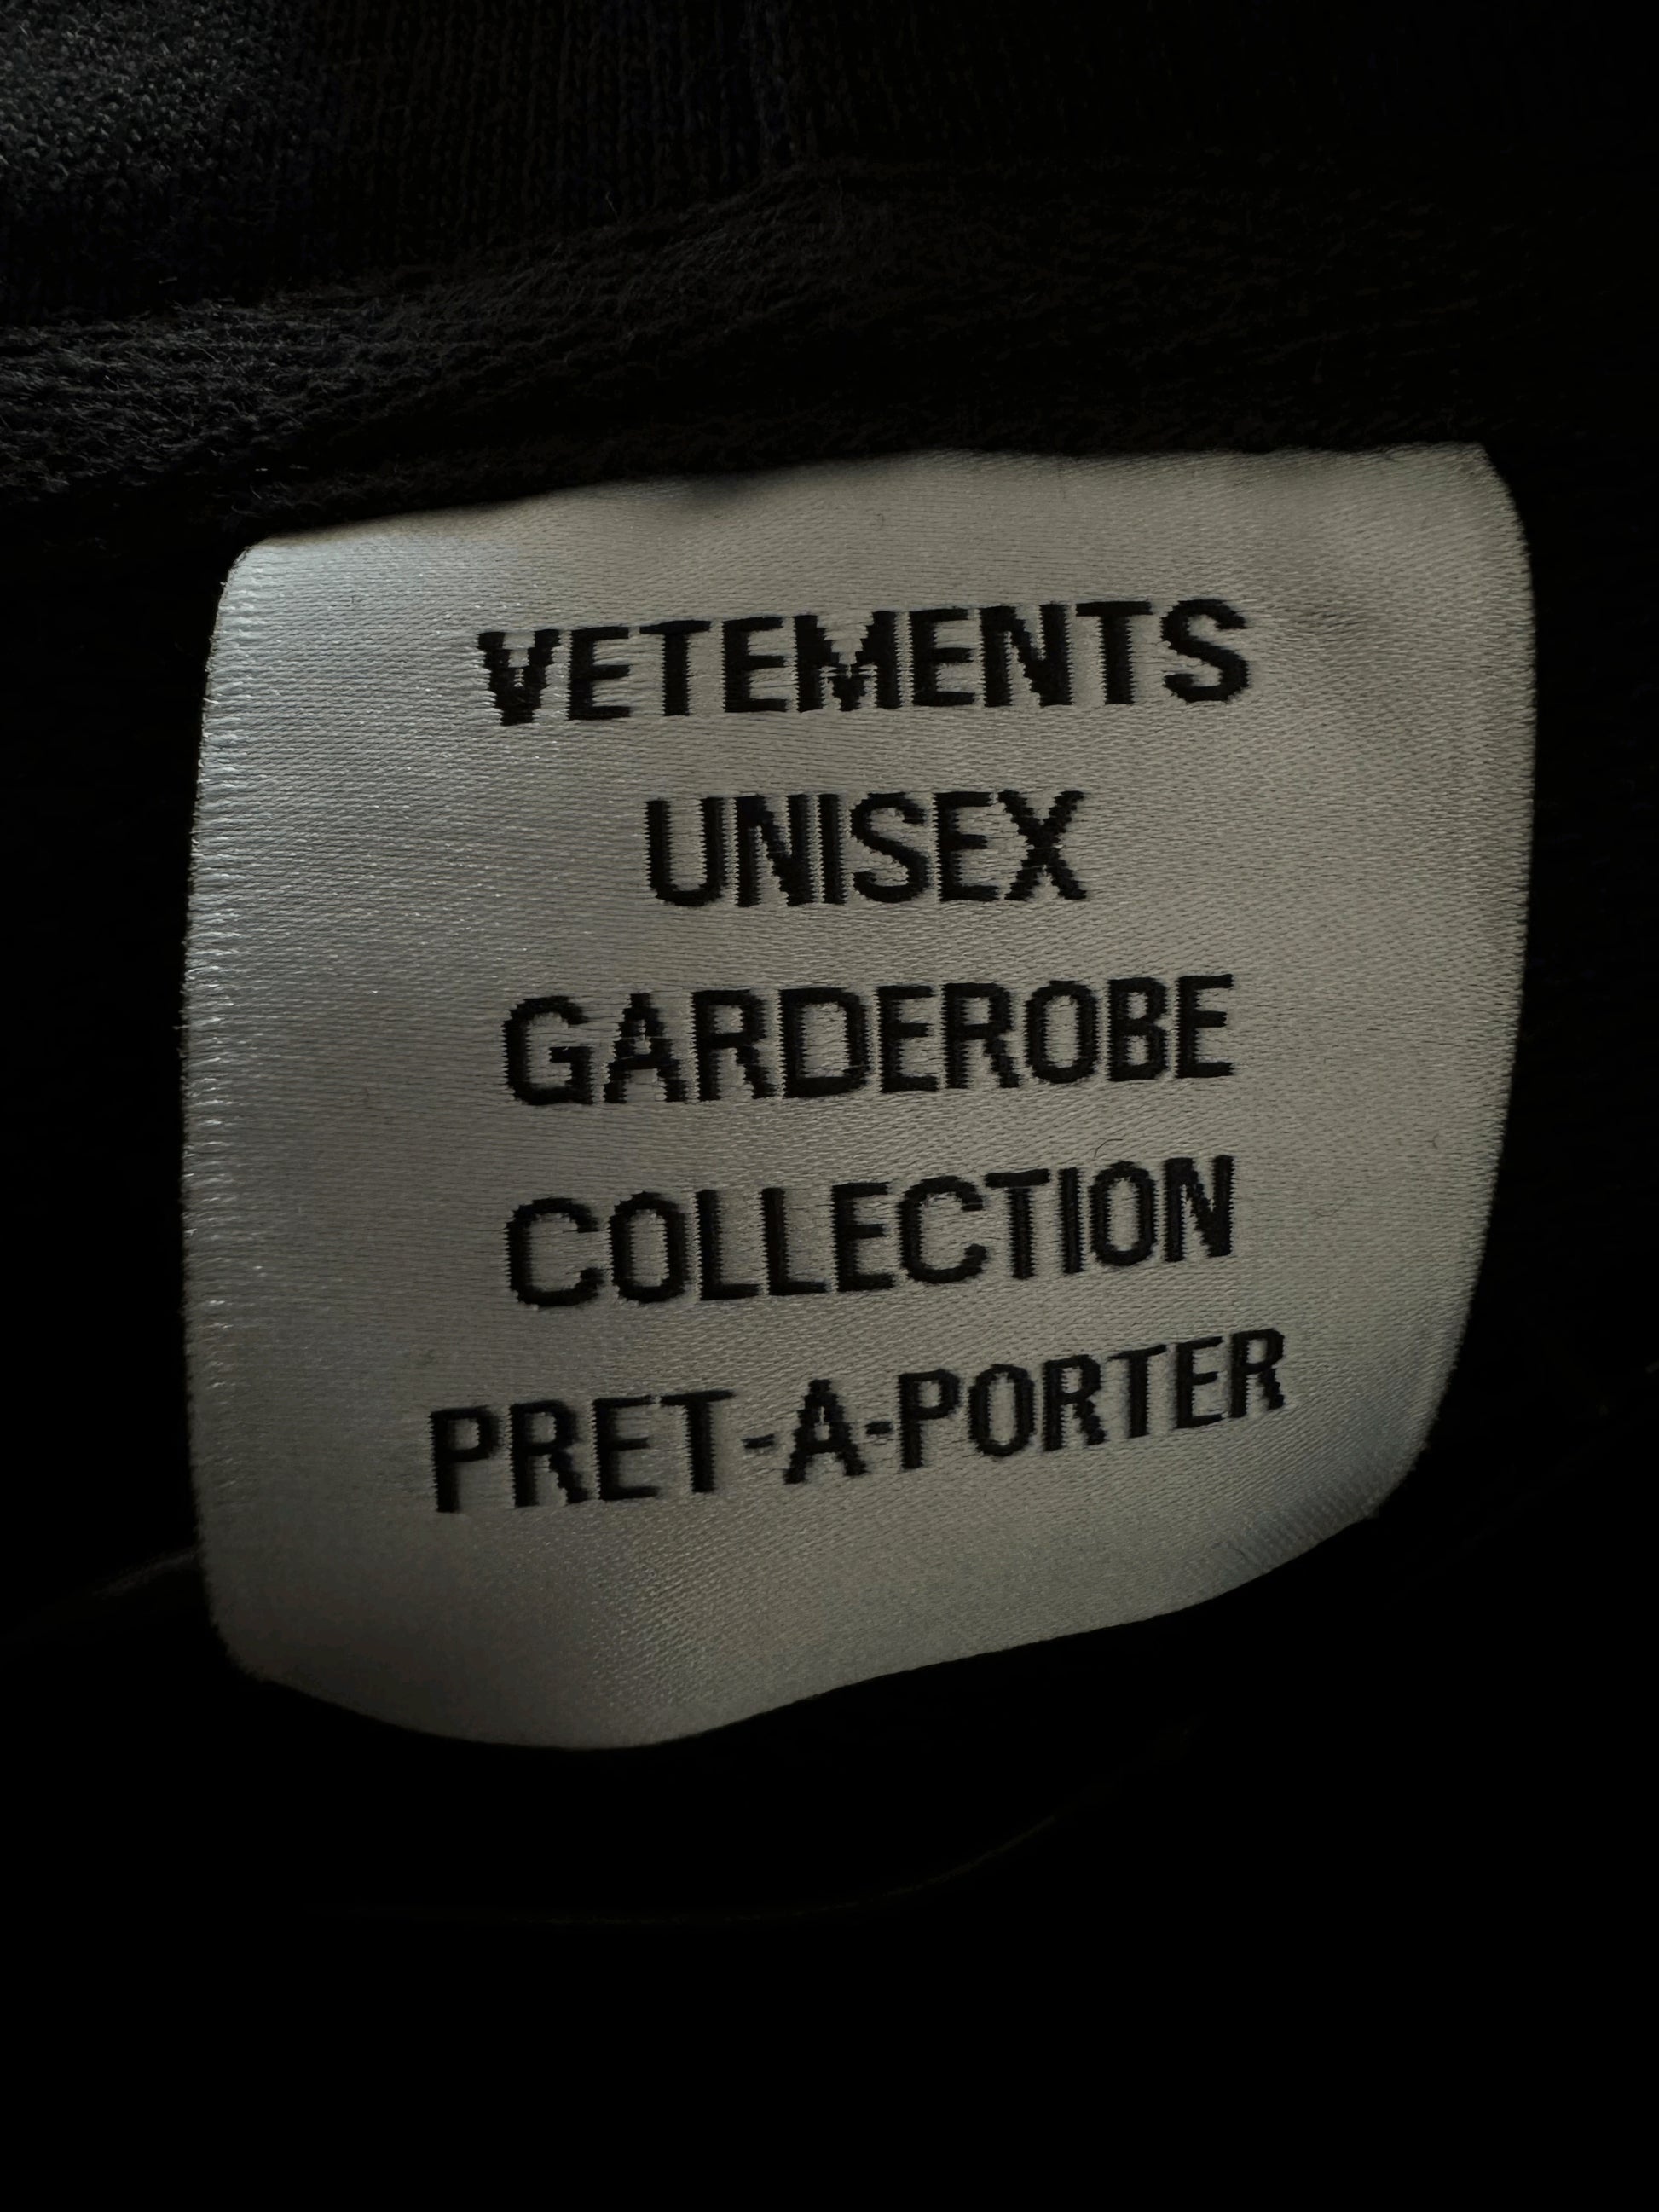 VETEMENTS
UNISEX
GARDEROBE
COLLECTION
PRET-A-PORTER